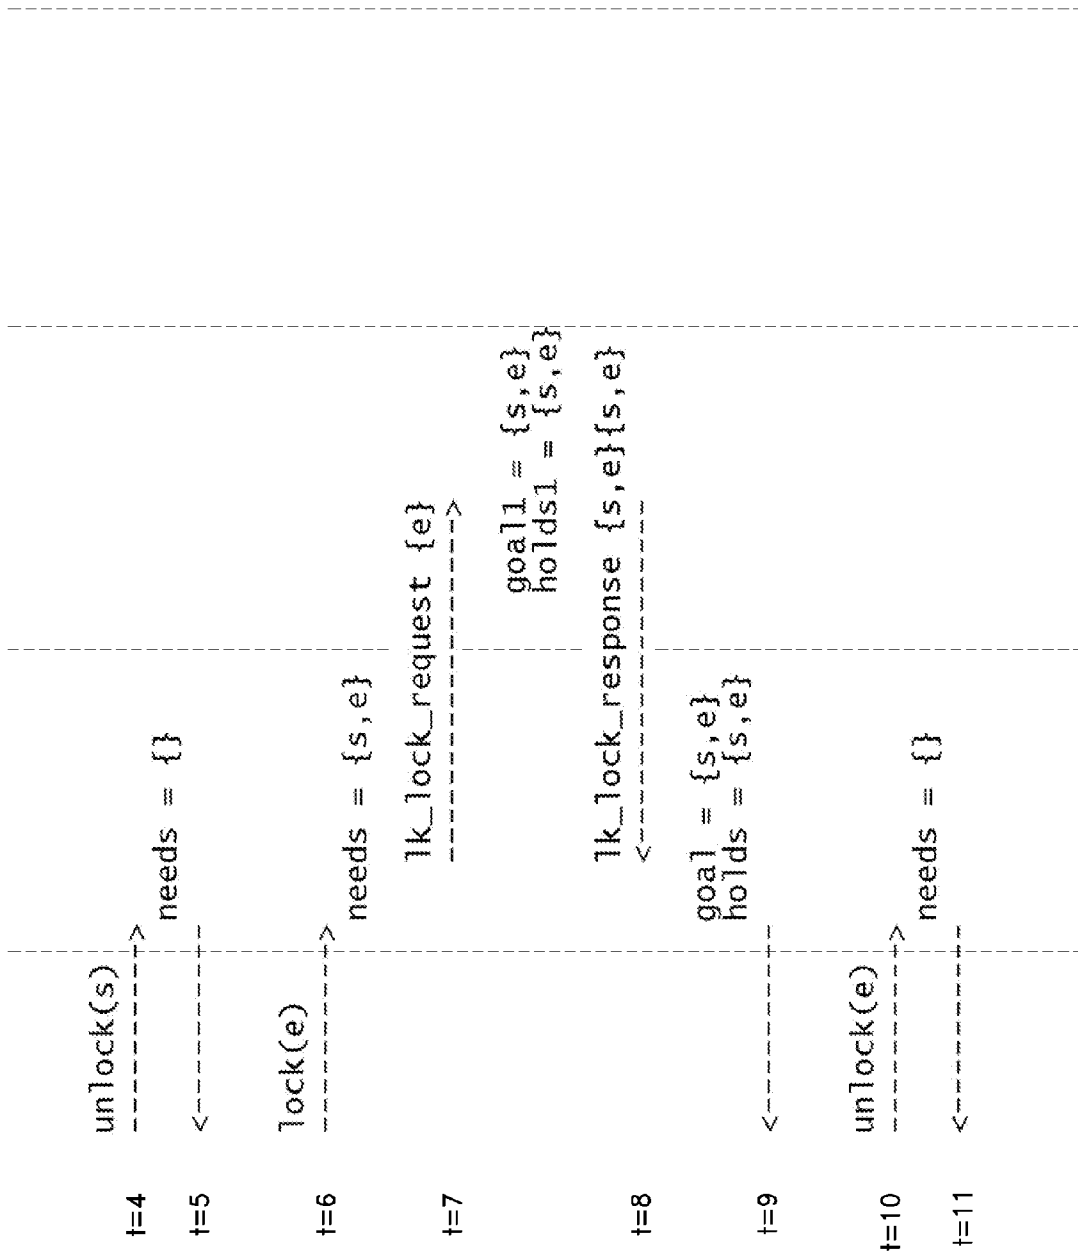 t=4
unlock(s)
needs = {}
t=5
t=6
lock(e)
needs = {s,e}
t=7
lk_lock_request {e}
goal1 = {s,e}
holds1 = {s,e}
t=8
lk_lock_response {s,e}{s,e}
goal = {s,e}
holds = {s,e}
t=9
t=10
unlock(e)
needs = {}
t=11